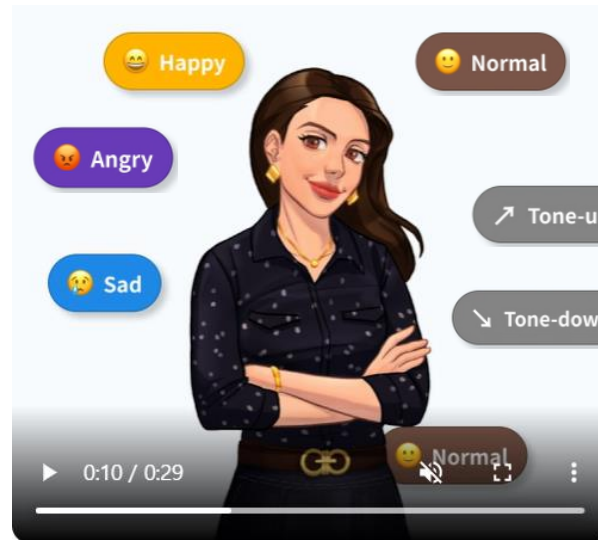 😄 Happy
🙂 Normal
😡 Angry
↗ Tone-u
😢 Sad
↘ Tone-dow
🙂 Normal
0:10 / 0:29